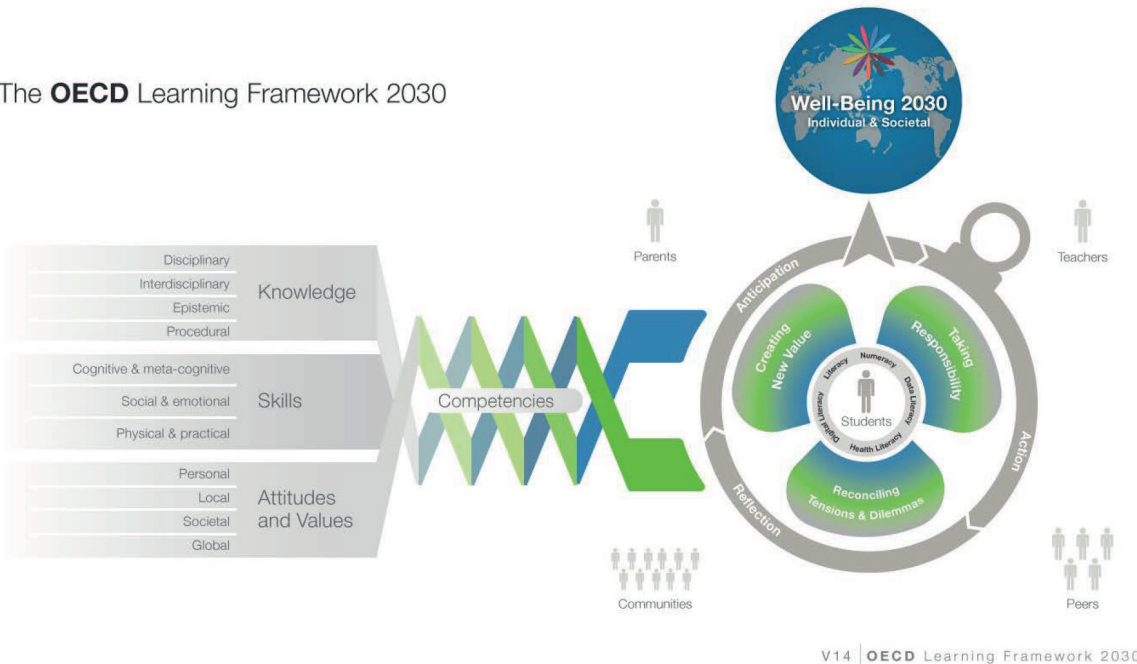 The OECD Learning Framework 2030
Well-Being 2030
Individual & Societal
Disciplinary
Interdisciplinary
Epistemic
Procedural
Knowledge
Cognitive & meta-cognitive
Social & emotional
Physical & practical
Skills
Personal
Local
Societal
Global
Attitudes
and Values
Competencies
Parents
Teachers
Anticipation
Action
Reflection
Creating
New Value
Taking
Responsibility
Reconciling
Tensions & Dilemmas
Literacy
Numeracy
Data Literacy
Health Literacy
Digital Literacy
Students
Communities
Peers
V14 OECD Learning Framework 2030